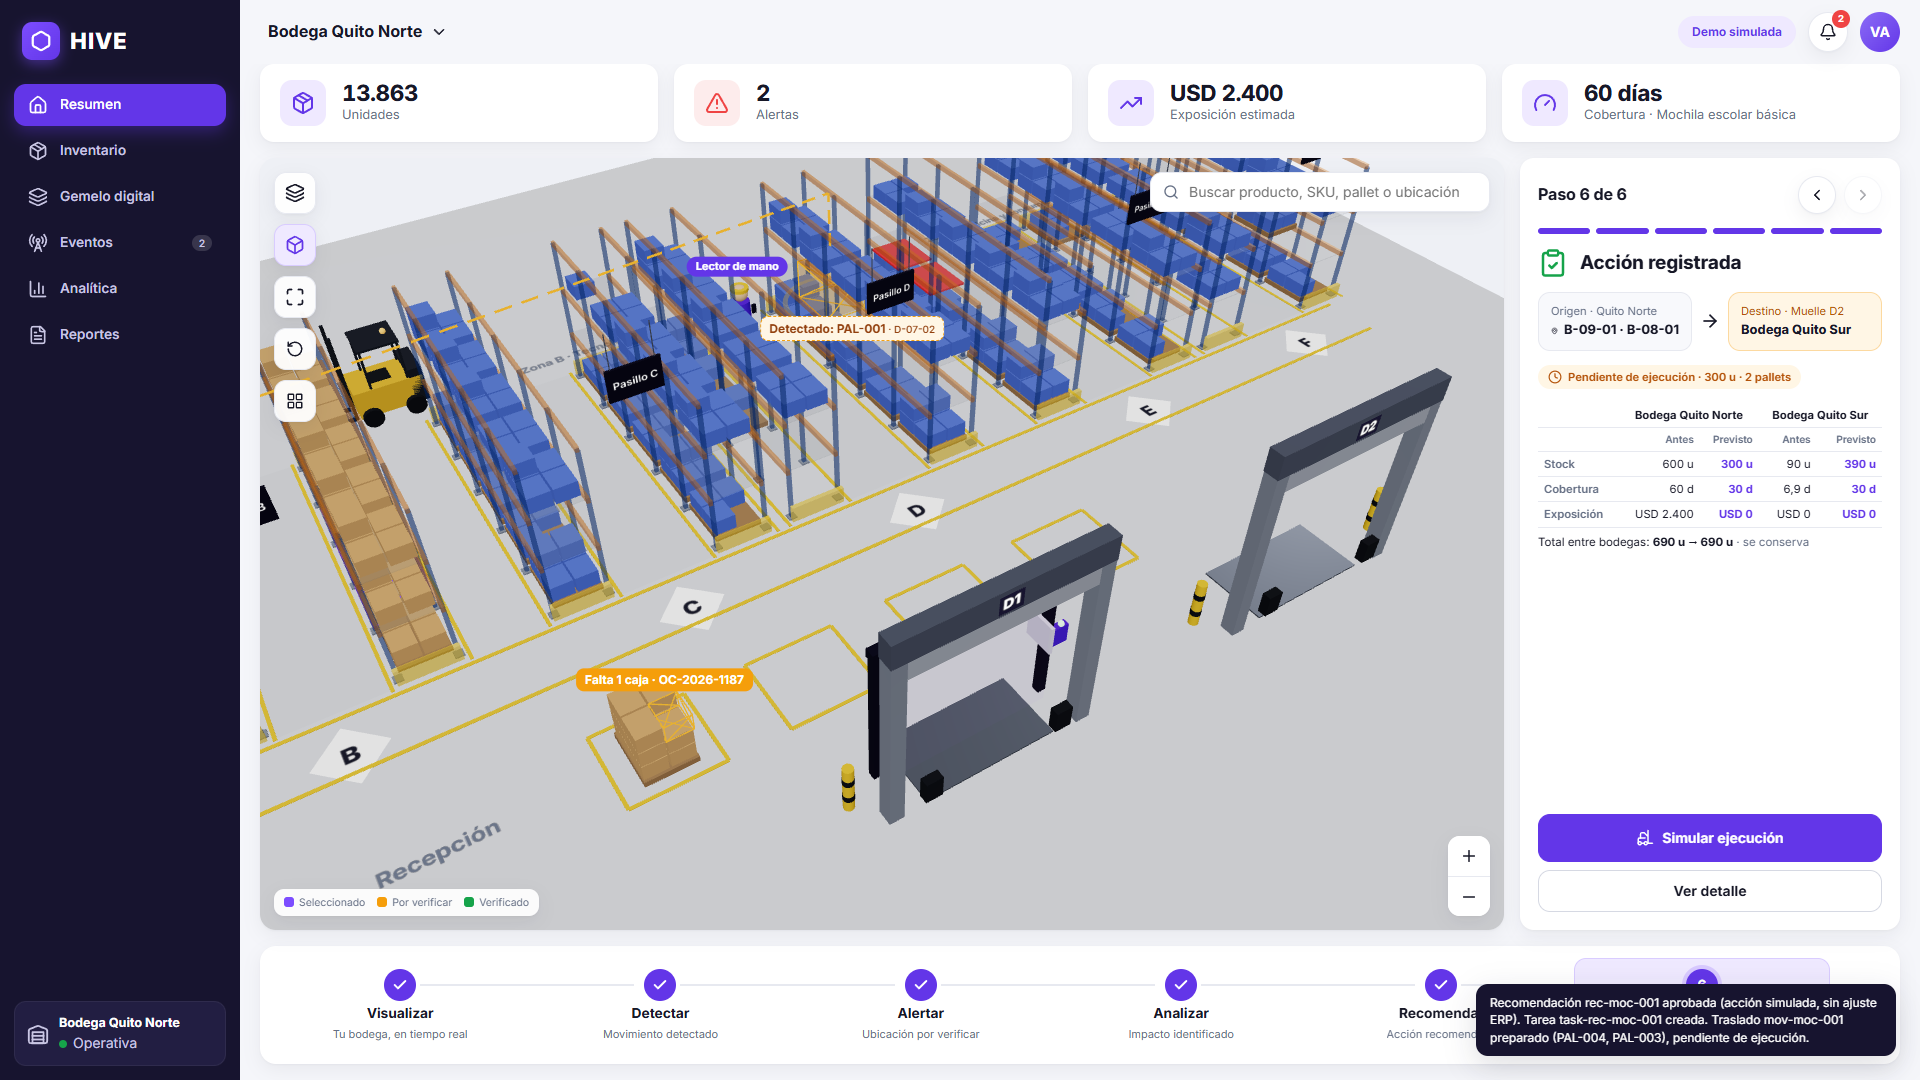 HIVE
Resumen
Inventario
Gemelo digital
Eventos
2
Analítica
Reportes
Bodega Quito Norte
Operativa
Bodega Quito Norte
Demo simulada
2
VA
13.863
Unidades
2
Alertas
USD 2.400
Exposición estimada
60 días
Cobertura · Mochila escolar básica
Buscar producto, SKU, pallet o ubicación
Lector de mano
Pasillo D
Detectado: PAL-001 · D-07-02
Pasillo C
F
E
D2
D
D1
C
Falta 1 caja · OC-2026-1187
B
Recepción
Seleccionado
Por verificar
Verificado
Paso 6 de 6
Acción registrada
Origen · Quito Norte
B-09-01 · B-08-01
Destino · Muelle D2
Bodega Quito Sur
Pendiente de ejecución · 300 u · 2 pallets
Bodega Quito Norte Bodega Quito Sur
Antes Previsto Antes Previsto
Stock 600 u 300 u 90 u 390 u
Cobertura 60 d 30 d 6,9 d 30 d
Exposición USD 2.400 USD 0 USD 0 USD 0
Total entre bodegas: 690 u → 690 u · se conserva
Simular ejecución
Ver detalle
Visualizar
Tu bodega, en tiempo real
Detectar
Movimiento detectado
Alertar
Ubicación por verificar
Analizar
Impacto identificado
Recomenda
Acción recomend
Recomendación rec-moc-001 aprobada (acción simulada, sin ajuste
ERP). Tarea task-rec-moc-001 creada. Traslado mov-moc-001
preparado (PAL-004, PAL-003), pendiente de ejecución.